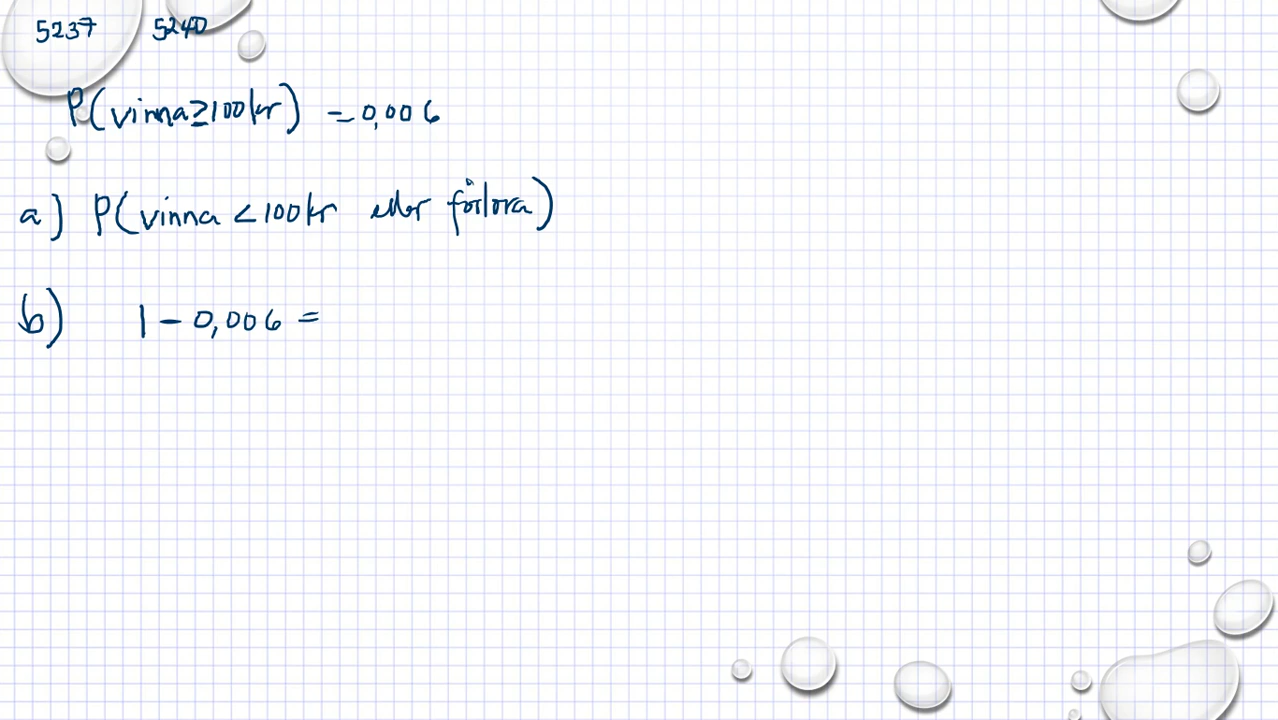 5237 5240
P(vinna≥100kr) = 0,006
a) P(vinna < 100kr eller förlora)
b) 1 - 0,006 =